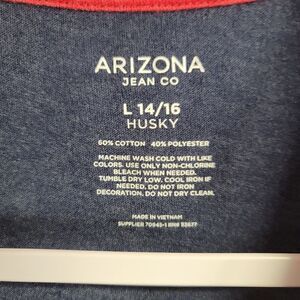 ARIZONA
JEAN CO
L 14/16
HUSKY
60% COTTON 40% POLYESTER
MACHINE WASH COLD WITH LIKE
COLORS. USE ONLY NON-CHLORINE
BLEACH WHEN NEEDED.
TUMBLE DRY LOW. COOL IRON IF
NEEDED. DO NOT IRON
DECORATION. DO NOT DRY CLEAN.
MADE IN VIETNAM
SUPPLIER